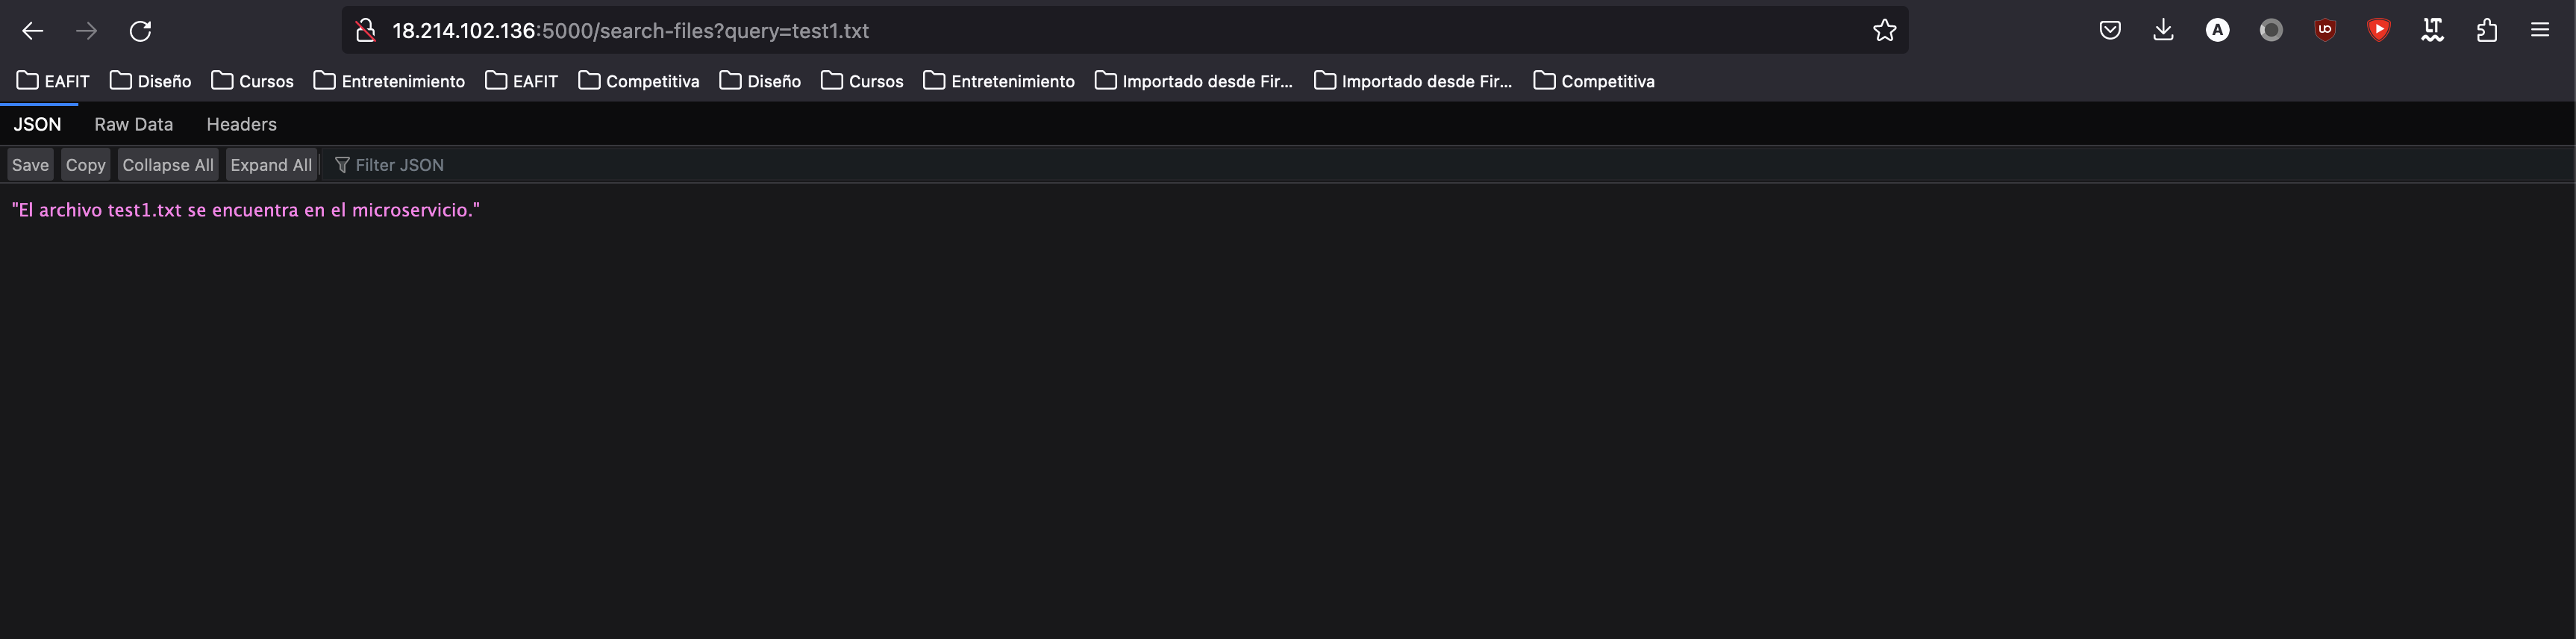 18.214.102.136:5000/search-files?query=test1.txt
A
UO
LT
EAFIT Diseño Cursos Entretenimiento EAFIT Competitiva Diseño Cursos Entretenimiento Importado desde Fir... Importado desde Fir... Competitiva
JSON Raw Data Headers
Save Copy Collapse All Expand All Filter JSON
"El archivo test1.txt se encuentra en el microservicio."